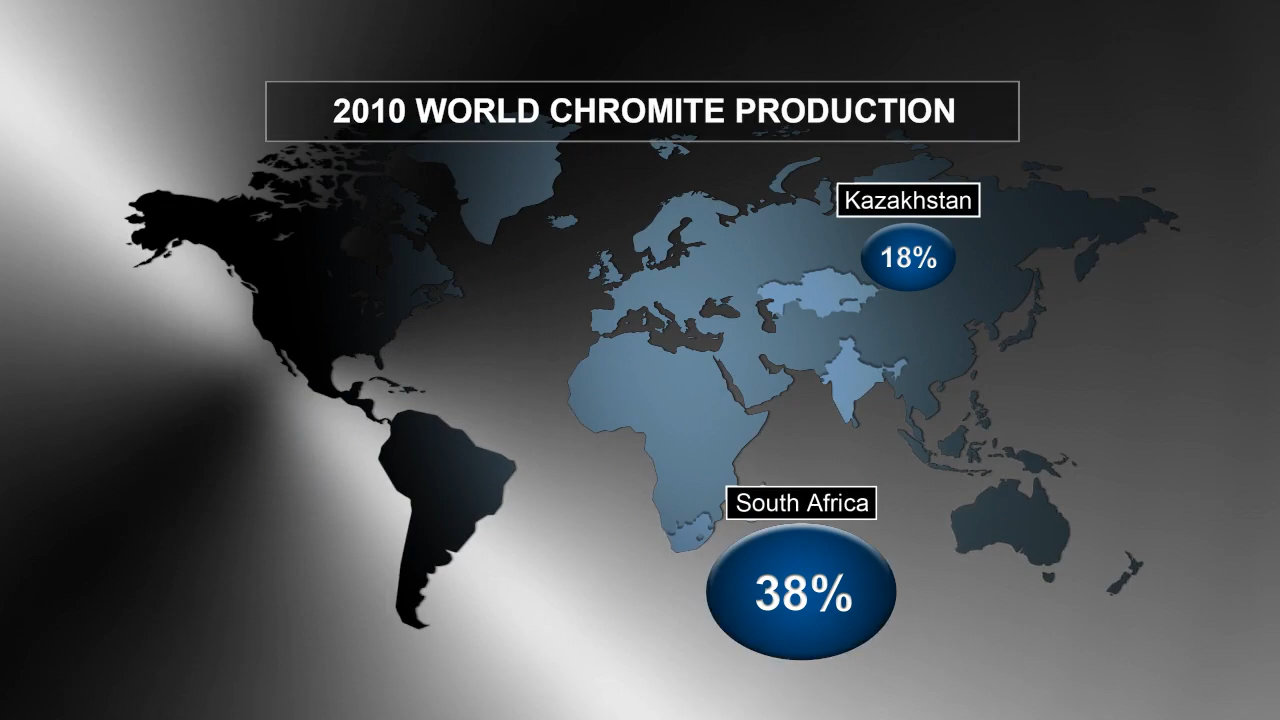 2010 WORLD CHROMITE PRODUCTION
Kazakhstan
18%
South Africa
38%